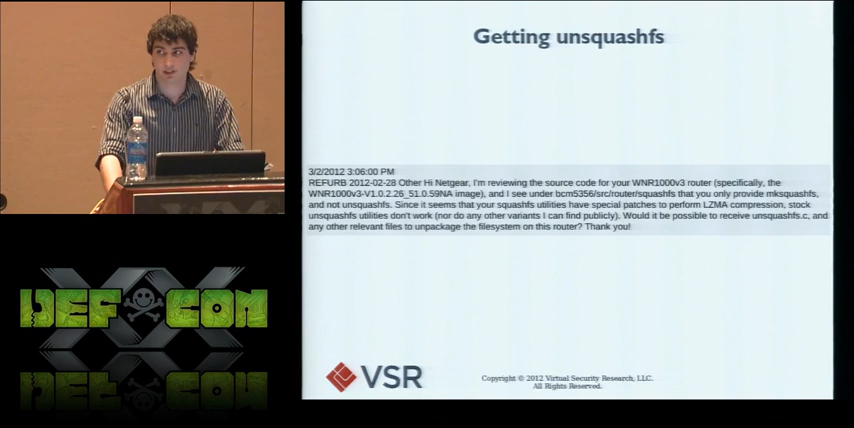 Getting unsquashfs
3/2/2012 3:06:00 PM
REFURB 2012-02-28 Other Hi Netgear, I'm reviewing the source code for your WNR1000v3 router (specifically, the
WNR1000v3-V1.0.2.26_51.0.59NA image), and I see under bcm5356/src/router/squashfs that you only provide mksquashfs,
and not unsquashfs. Since it seems that your squashfs utilities have special patches to perform LZMA compression, stock
unsquashfs utilities don't work (nor do any other variants I can find publicly). Would it be possible to receive unsquashfs.c, and
any other relevant files to unpackage the filesystem on this router? Thank you!
VSR
Copyright © 2012 Virtual Security Research, LLC.
All Rights Reserved.
DEF CON
XX